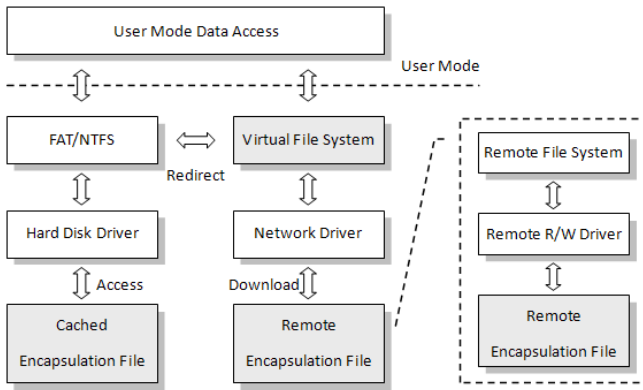 User Mode Data Access
User Mode
FAT/NTFS
Redirect
Virtual File System
Hard Disk Driver
Network Driver
Access
Download
Cached
Encapsulation File
Remote
Encapsulation File
Remote File System
Remote R/W Driver
Remote
Encapsulation File